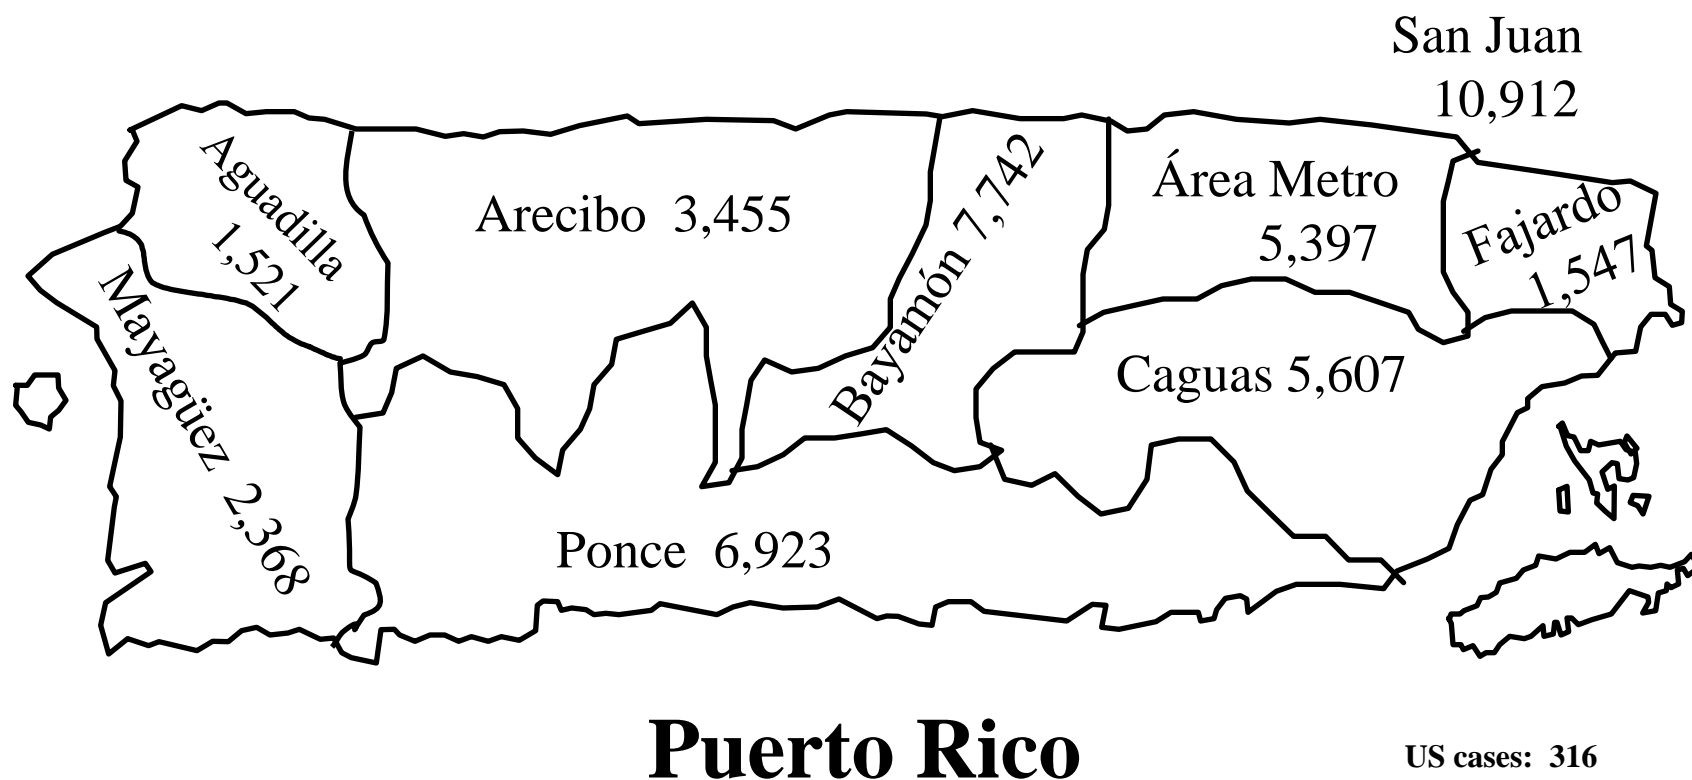 San Juan
10,912
Aguadilla
1,521
Arecibo 3,455
Bayamón 7,742
Área Metro
5,397
Fajardo
1,547
Mayagüez 2,368
Caguas 5,607
Ponce 6,923
Puerto Rico
US cases: 316